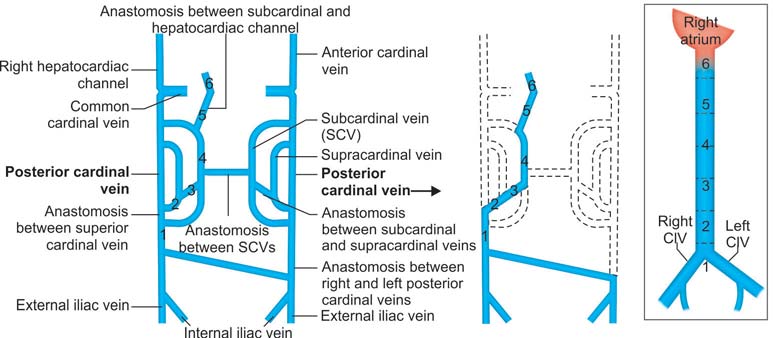 Anastomosis between subcardinal and
hepatocardiac channel
Right hepatocardiac
channel
Common
cardinal vein
Posterior cardinal
vein
Anastomosis
between superior
cardinal vein
External iliac vein
Internal iliac vein
Anastomosis
between SCVs
6
5
4
3
2
1
Anterior cardinal
vein
Subcardinal vein
(SCV)
Supracardinal vein
Posterior
cardinal vein
Anastomosis
between subcardinal
and supracardinal veins
Anastomosis between
right and left posterior
cardinal veins
External iliac vein
6
5
4
3
2
1
Right
atrium
6
5
4
3
2
1
Right
CIV
Left
CIV